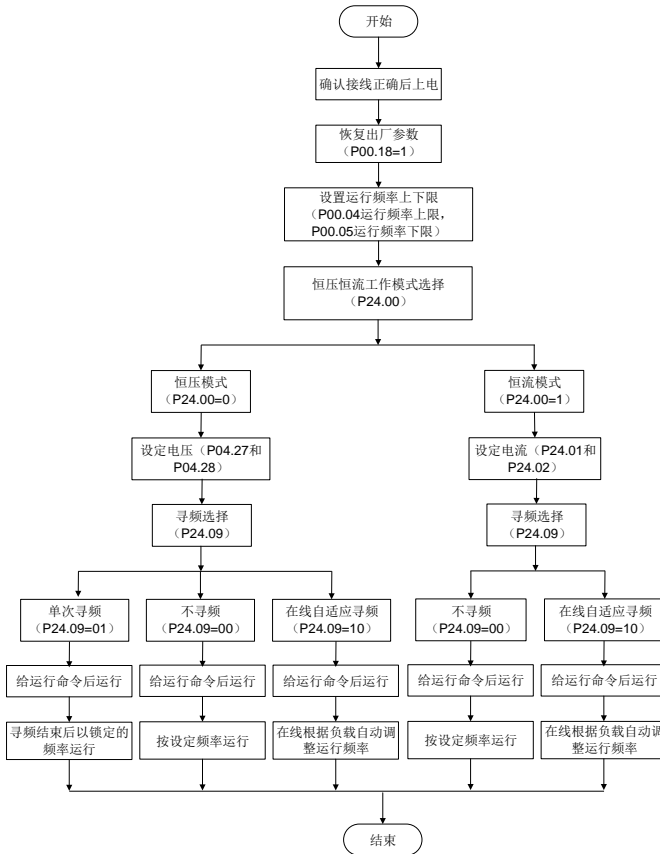 开始
确认接线正确后上电
恢复出厂参数
（P00.18=1）
设置运行频率上下限
（P00.04运行频率上限，
P00.05运行频率下限）
恒压恒流工作模式选择
（P24.00）
恒压模式
（P24.00=0）
恒流模式
（P24.00=1）
设定电压（P04.27和
P04.28）
设定电流（P24.01和
P24.02）
寻频选择
（P24.09）
寻频选择
（P24.09）
单次寻频
（P24.09=01）
不寻频
（P24.09=00）
在线自适应寻频
（P24.09=10）
不寻频
（P24.09=00）
在线自适应寻频
（P24.09=10）
给运行命令后运行
给运行命令后运行
给运行命令后运行
给运行命令后运行
给运行命令后运行
寻频结束后以锁定的
频率运行
按设定频率运行
在线根据负载自动调
整运行频率
按设定频率运行
在线根据负载自动调
整运行频率
结束